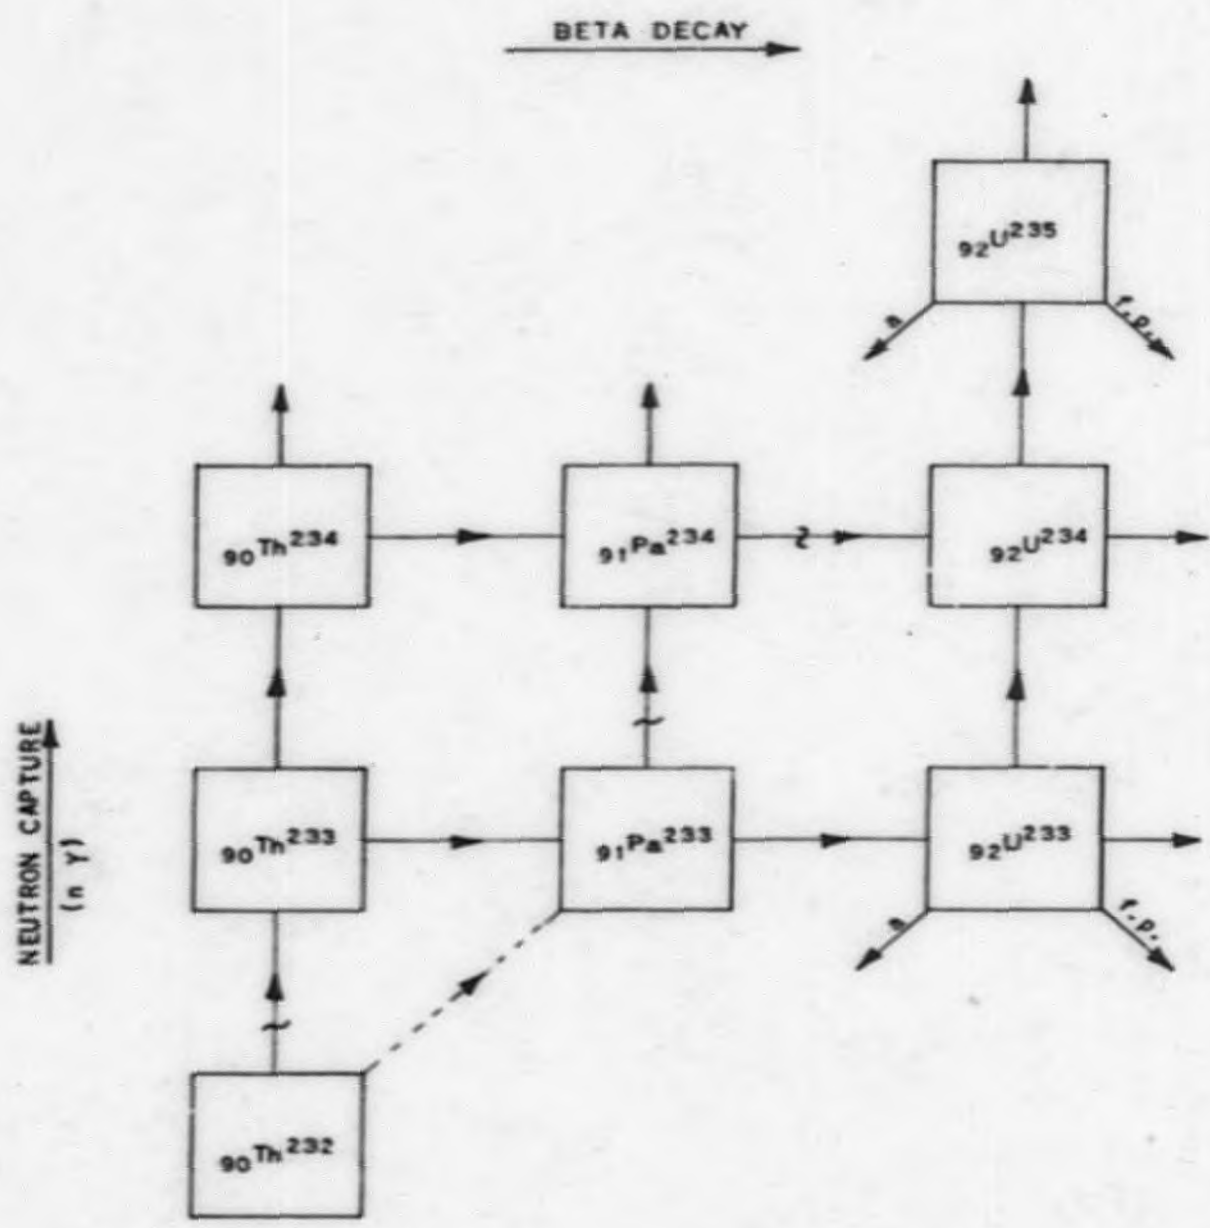 BETA DECAY
92U235
n
f.p.
90Th234
91Pa234
92U234
NEUTRON CAPTURE
(n γ)
90Th233
91Pa233
92U233
n
f.p.
90Th232